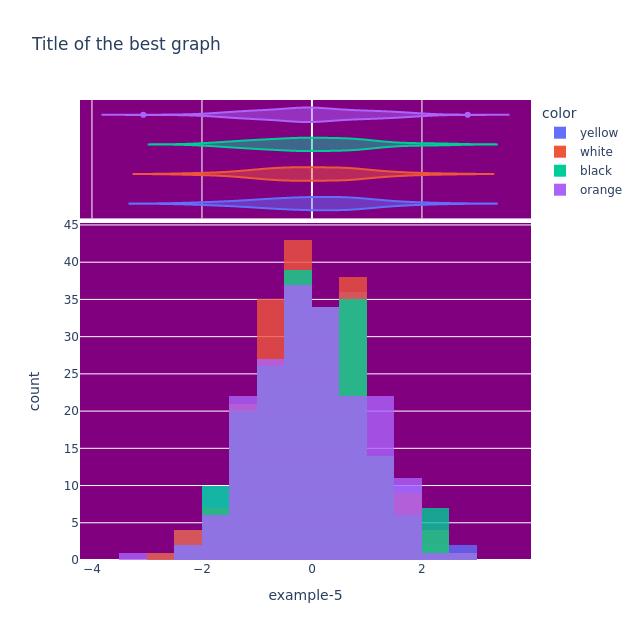 Title of the best graph
color
yellow
white
black
orange
45
40
35
30
25
20
15
10
5
0
count
−4
−2
0
2
example-5